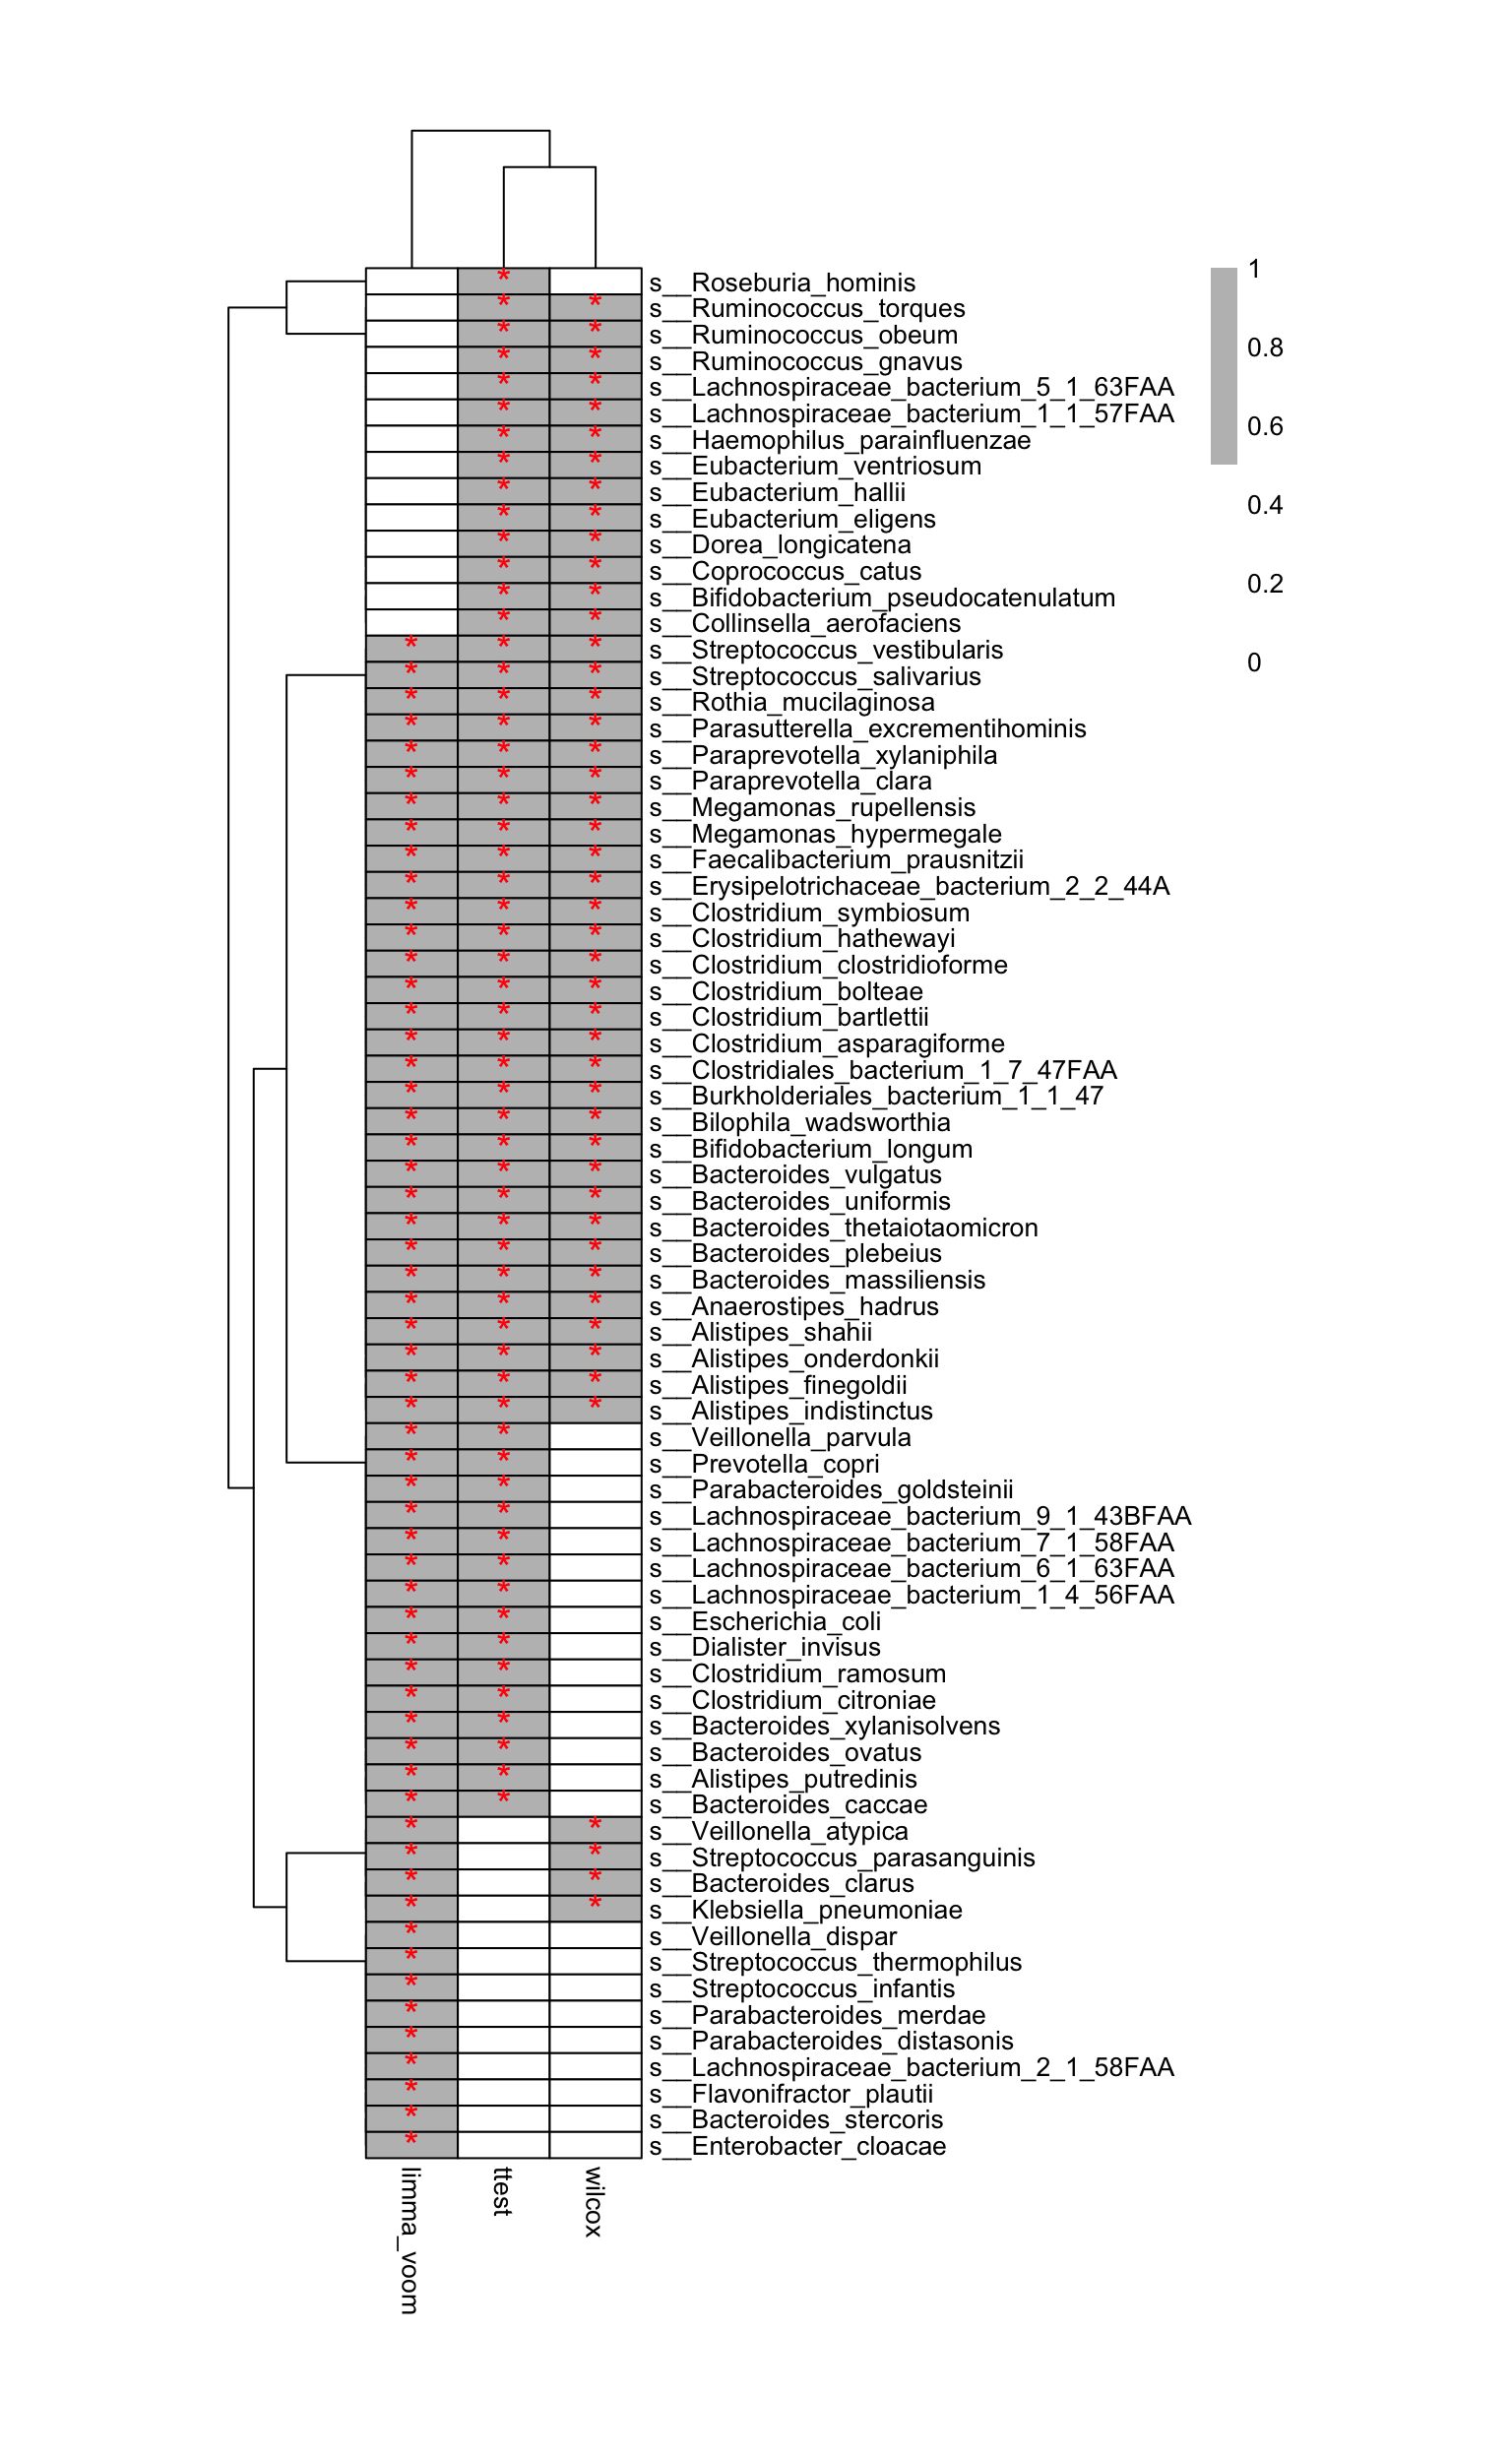 s__Roseburia_hominis
s__Ruminococcus_torques
s__Ruminococcus_obeum
s__Ruminococcus_gnavus
s__Lachnospiraceae_bacterium_5_1_63FAA
s__Lachnospiraceae_bacterium_1_1_57FAA
s__Haemophilus_parainfluenzae
s__Eubacterium_ventriosum
s__Eubacterium_hallii
s__Eubacterium_eligens
s__Dorea_longicatena
s__Coprococcus_catus
s__Bifidobacterium_pseudocatenulatum
s__Collinsella_aerofaciens
s__Streptococcus_vestibularis
s__Streptococcus_salivarius
s__Rothia_mucilaginosa
s__Parasutterella_excrementihominis
s__Paraprevotella_xylaniphila
s__Paraprevotella_clara
s__Megamonas_rupellensis
s__Megamonas_hypermegale
s__Faecalibacterium_prausnitzii
s__Erysipelotrichaceae_bacterium_2_2_44A
s__Clostridium_symbiosum
s__Clostridium_hathewayi
s__Clostridium_clostridioforme
s__Clostridium_bolteae
s__Clostridium_bartlettii
s__Clostridium_asparagiforme
s__Clostridiales_bacterium_1_7_47FAA
s__Burkholderiales_bacterium_1_1_47
s__Bilophila_wadsworthia
s__Bifidobacterium_longum
s__Bacteroides_vulgatus
s__Bacteroides_uniformis
s__Bacteroides_thetaiotaomicron
s__Bacteroides_plebeius
s__Bacteroides_massiliensis
s__Anaerostipes_hadrus
s__Alistipes_shahii
s__Alistipes_onderdonkii
s__Alistipes_finegoldii
s__Alistipes_indistinctus
s__Veillonella_parvula
s__Prevotella_copri
s__Parabacteroides_goldsteinii
s__Lachnospiraceae_bacterium_9_1_43BFAA
s__Lachnospiraceae_bacterium_7_1_58FAA
s__Lachnospiraceae_bacterium_6_1_63FAA
s__Lachnospiraceae_bacterium_1_4_56FAA
s__Escherichia_coli
s__Dialister_invisus
s__Clostridium_ramosum
s__Clostridium_citroniae
s__Bacteroides_xylanisolvens
s__Bacteroides_ovatus
s__Alistipes_putredinis
s__Bacteroides_caccae
s__Veillonella_atypica
s__Streptococcus_parasanguinis
s__Bacteroides_clarus
s__Klebsiella_pneumoniae
s__Veillonella_dispar
s__Streptococcus_thermophilus
s__Streptococcus_infantis
s__Parabacteroides_merdae
s__Parabacteroides_distasonis
s__Lachnospiraceae_bacterium_2_1_58FAA
s__Flavonifractor_plautii
s__Bacteroides_stercoris
s__Enterobacter_cloacae
limma_voom
ttest
wilcox
1
0.8
0.6
0.4
0.2
0